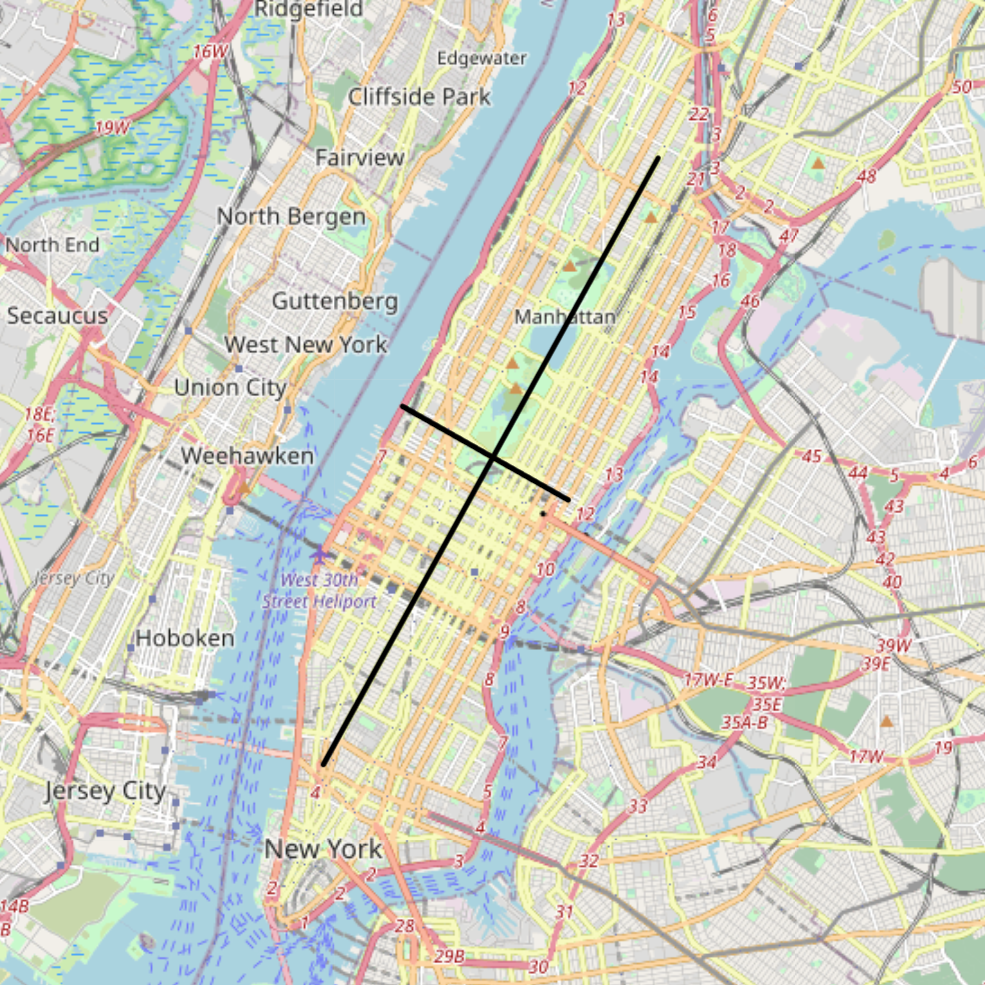 Ridgefield
13
6
5
16W
Edgewater
12
Cliffside Park
50
22
19W
3
Fairview
3
21
48
2
2
North Bergen
17
47
North End
18
16
46
Guttenberg
15
Secaucus
Manhattan
West New York
14
14
Union City
18E;
16E
7
Weehawken
45
44
5
4
6
13
43
12
43
42
10
40
West 30th
Street Heliport
Jersey City
8
Hoboken
9
39W
39E
8
17W-E
35W;
35E
35A-B
7
17W
19
34
4
5
Jersey City
33
4
New York
3
32
2
2
2
14B
B
1
31
28
29B
30